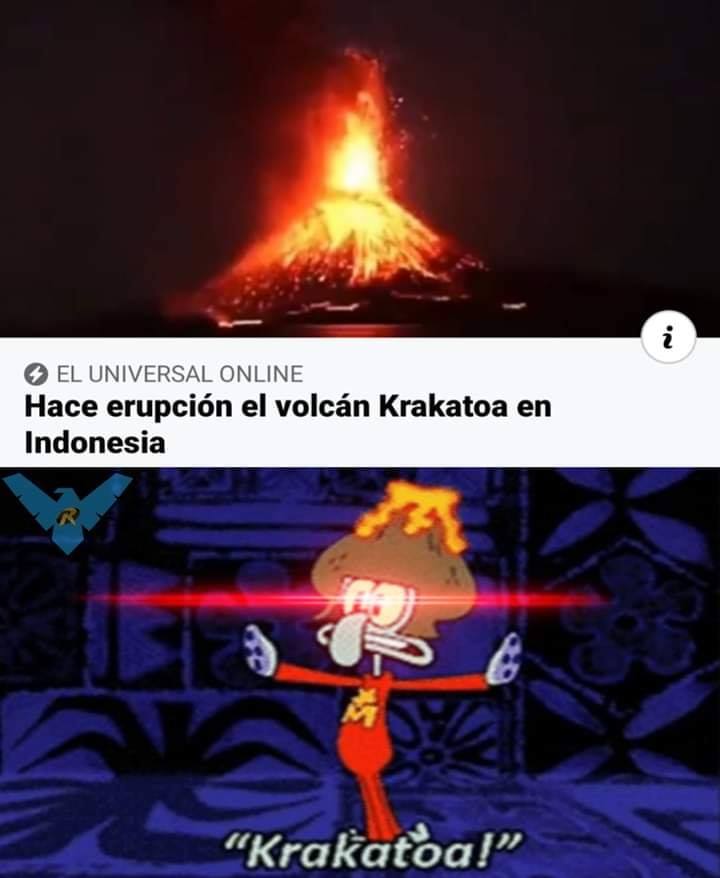 EL UNIVERSAL ONLINE
Hace erupción el volcán Krakatoa en
Indonesia
R
M
"Krakatoa!"